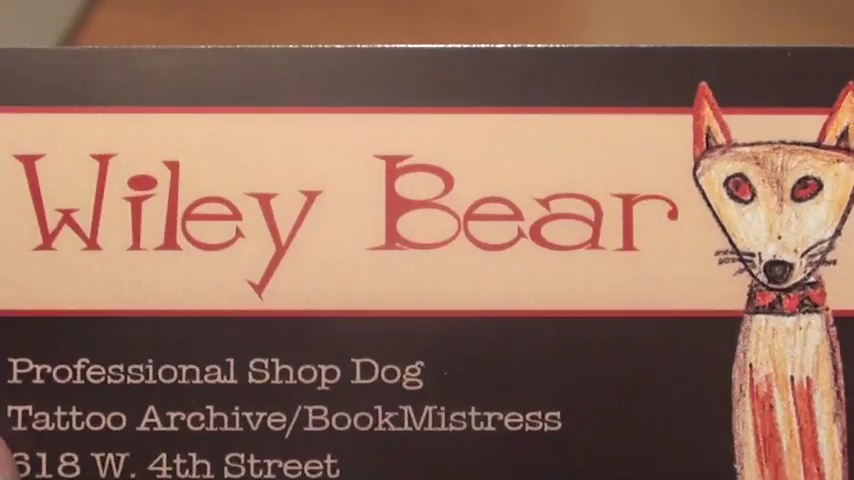 Wiley Bear
Professional Shop Dog
Tattoo Archive/BookMistress
618 W. 4th Street